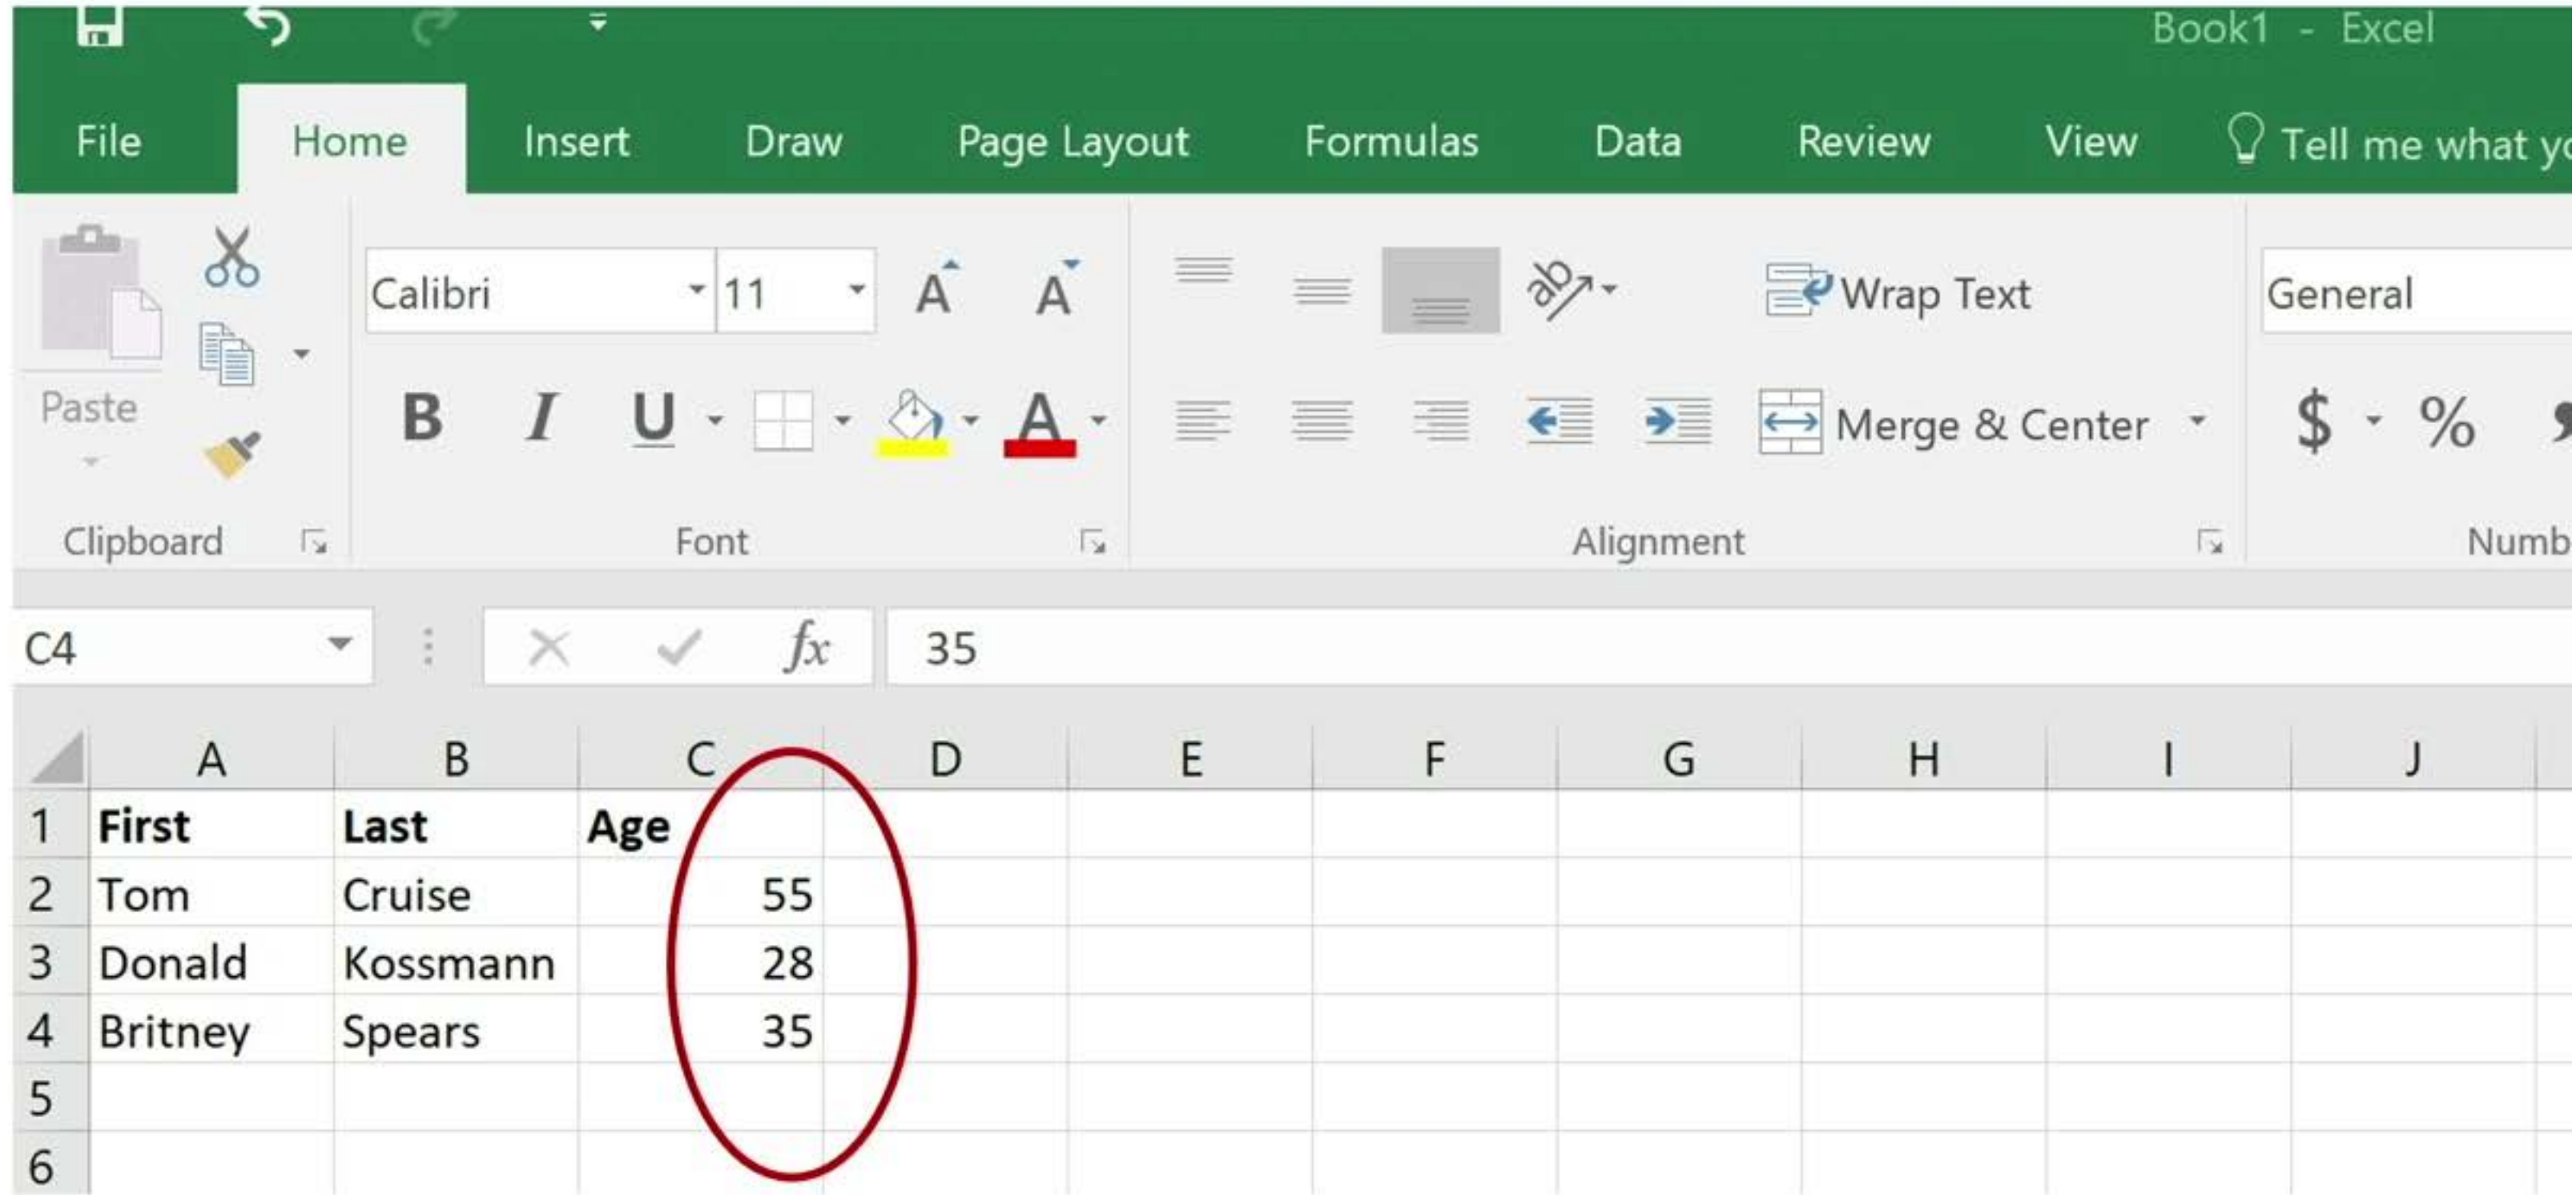 Book1 - Excel
File Home Insert Draw Page Layout Formulas Data Review View Tell me what
Calibri 11 A A ab Wrap Text General
Paste B I U A Merge & Center $ %
Clipboard Font Alignment
C4 fx 35
A B C D E F G H I J
1 First Last Age
2 Tom Cruise 55
3 Donald Kossmann 28
4 Britney Spears 35
5
6